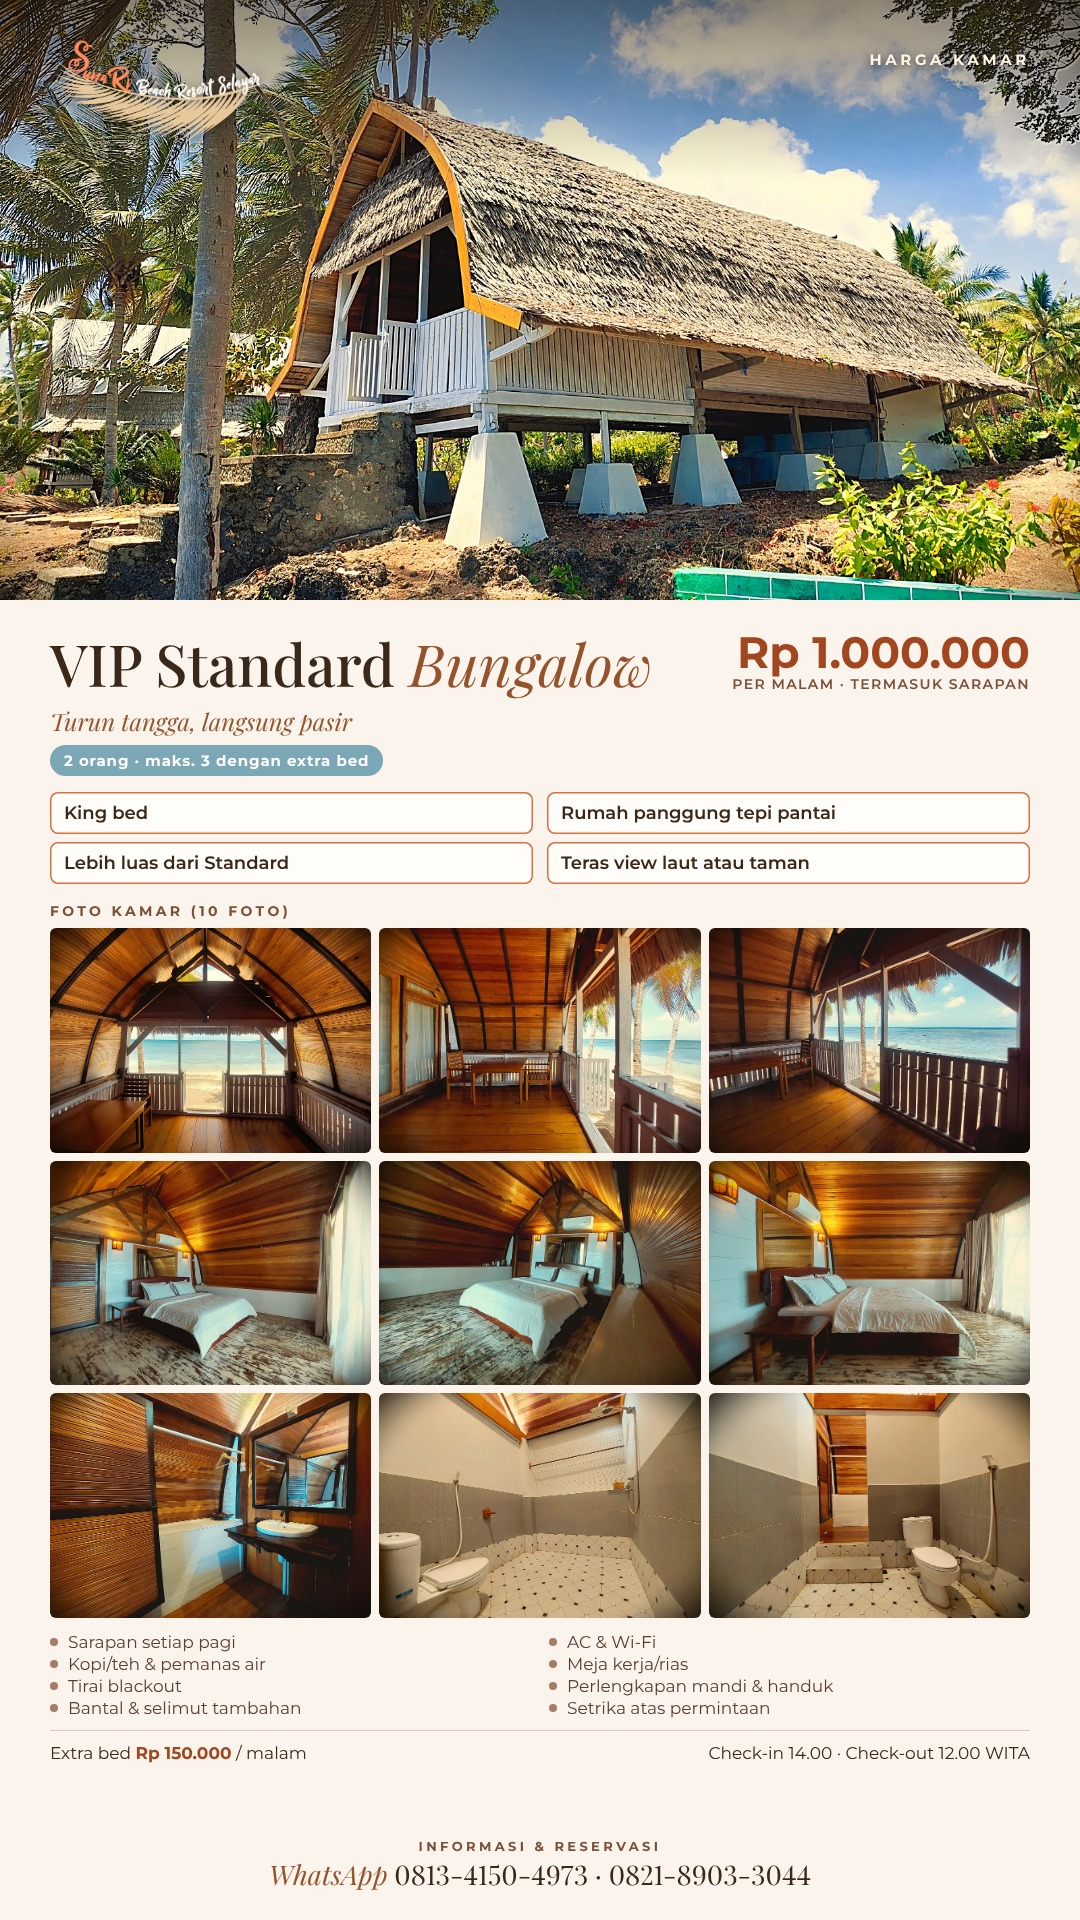 Sunari Beach Resort Selayar
HARGA KAMAR
VIP Standard Bungalow
Rp 1.000.000
PER MALAM · TERMASUK SARAPAN
Turun tangga, langsung pasir
2 orang · maks. 3 dengan extra bed
King bed
Rumah panggung tepi pantai
Lebih luas dari Standard
Teras view laut atau taman
FOTO KAMAR (10 FOTO)
Sarapan setiap pagi
Kopi/teh & pemanas air
Tirai blackout
Bantal & selimut tambahan
AC & Wi-Fi
Meja kerja/rias
Perlengkapan mandi & handuk
Setrika atas permintaan
Extra bed Rp 150.000 / malam
Check-in 14.00 · Check-out 12.00 WITA
INFORMASI & RESERVASI
WhatsApp 0813-4150-4973 · 0821-8903-3044